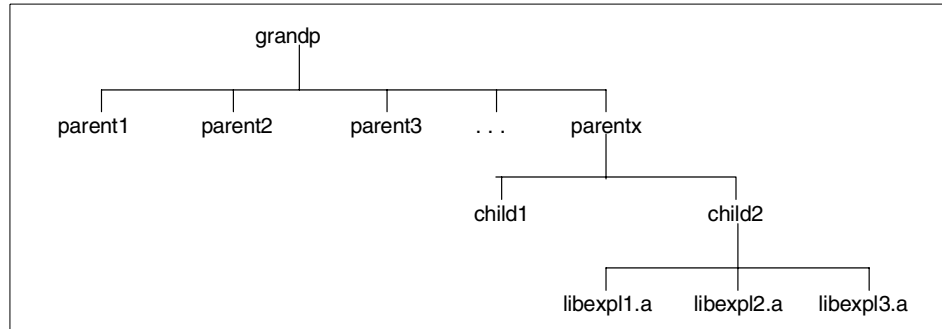 grandp
parent1 parent2 parent3 . . . parentx
child1 child2
libexpl1.a libexpl2.a libexpl3.a